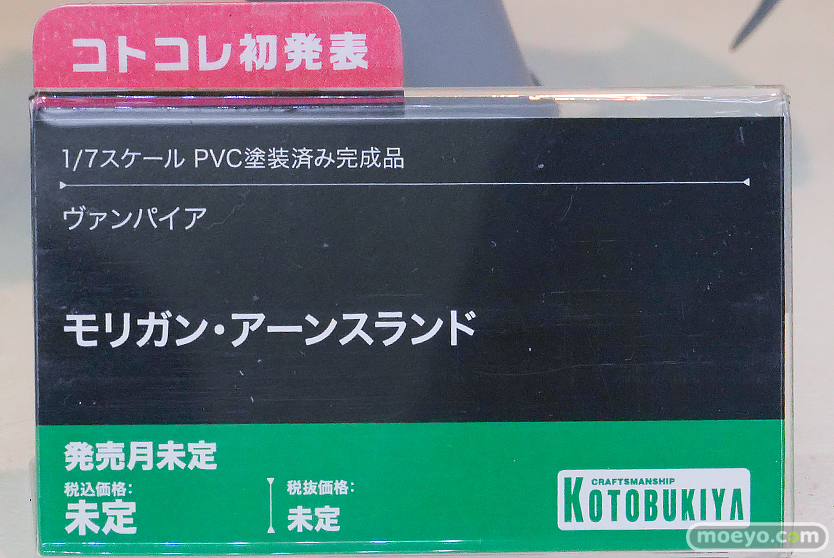 コトコレ初発表
1/7スケール PVC塗装済み完成品
ヴァンパイア
モリガン・アーンスランド
発売月未定
税込価格:
未定
税抜価格:
未定
CRAFTSMANSHIP
KOTOBUKIYA
moeyo.com